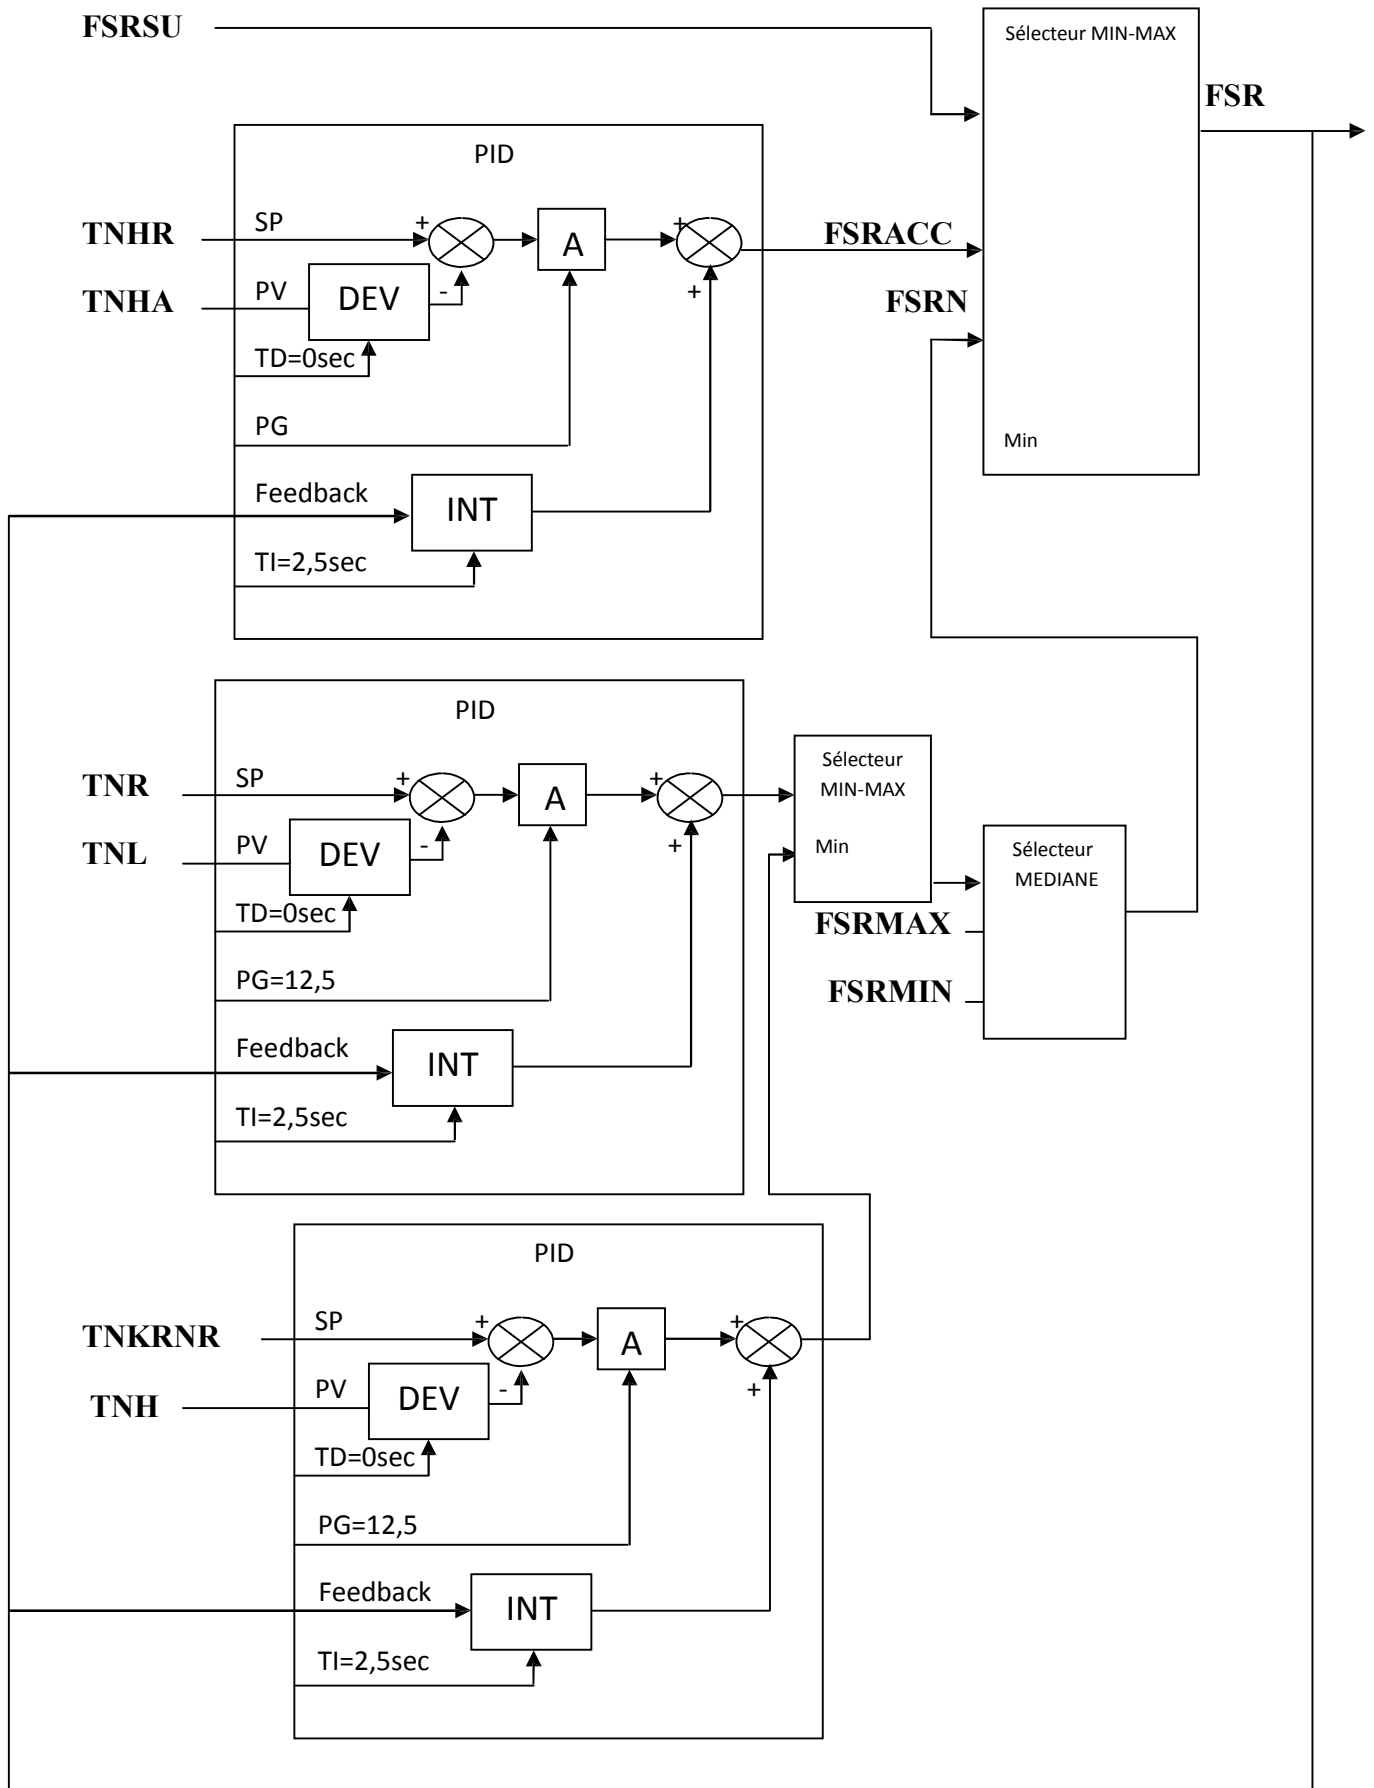 FSRSU
Sélecteur MIN-MAX
FSR
PID
SP
+
+
TNHR
A
FSRACC
PV
-
+
TNHA
DEV
FSRN
TD=0sec
PG
Min
Feedback
INT
TI=2,5sec
PID
SP
+
+
TNR
A
Sélecteur
MIN-MAX
PV
-
+
TNL
DEV
Min
Sélecteur
MEDIANE
TD=0sec
FSRMAX
PG=12,5
FSRMIN
Feedback
INT
TI=2,5sec
PID
SP
+
+
TNKRNR
A
PV
-
+
TNH
DEV
TD=0sec
PG=12,5
Feedback
INT
TI=2,5sec